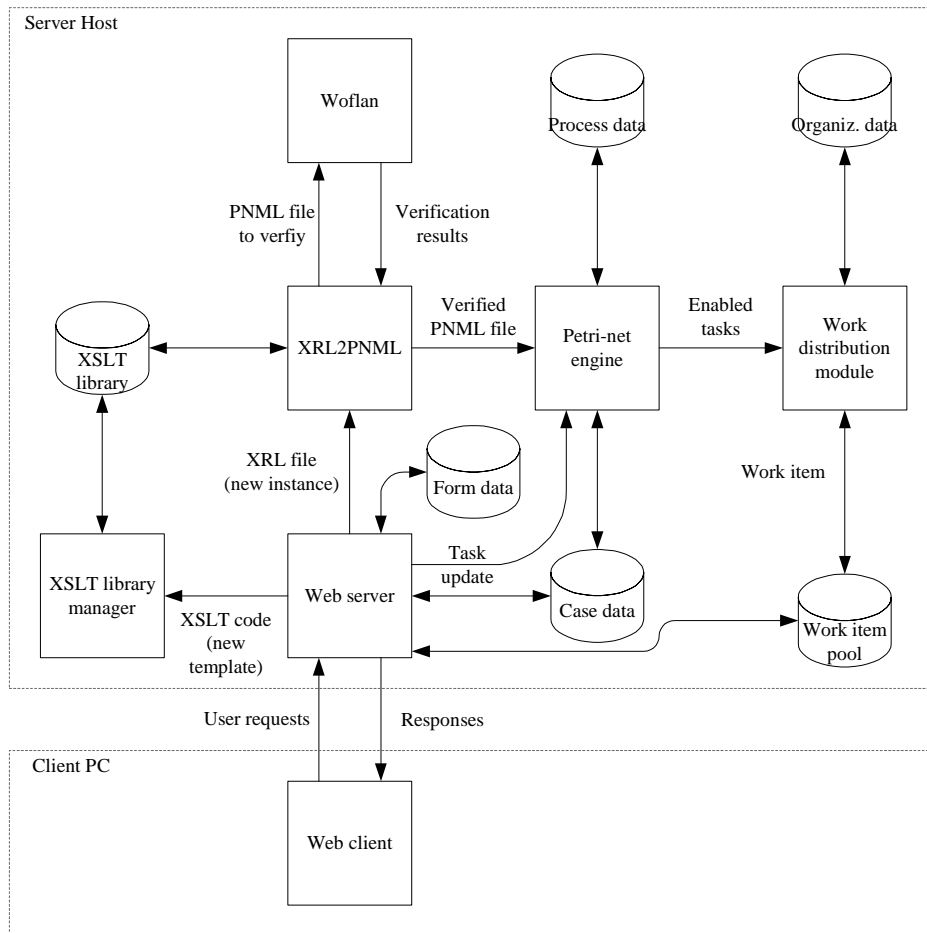 Server Host
Woflan
Process data
Organiz. data
PNML file
to verfiy
Verification
results
XSLT
library
XRL2PNML
Verified
PNML file
Petri-net
engine
Enabled
tasks
Work
distribution
module
XRL file
(new instance)
Form data
Work item
XSLT library
manager
XSLT code
(new
template)
Web server
Task
update
Case data
Work item
pool
User requests
Responses
Client PC
Web client